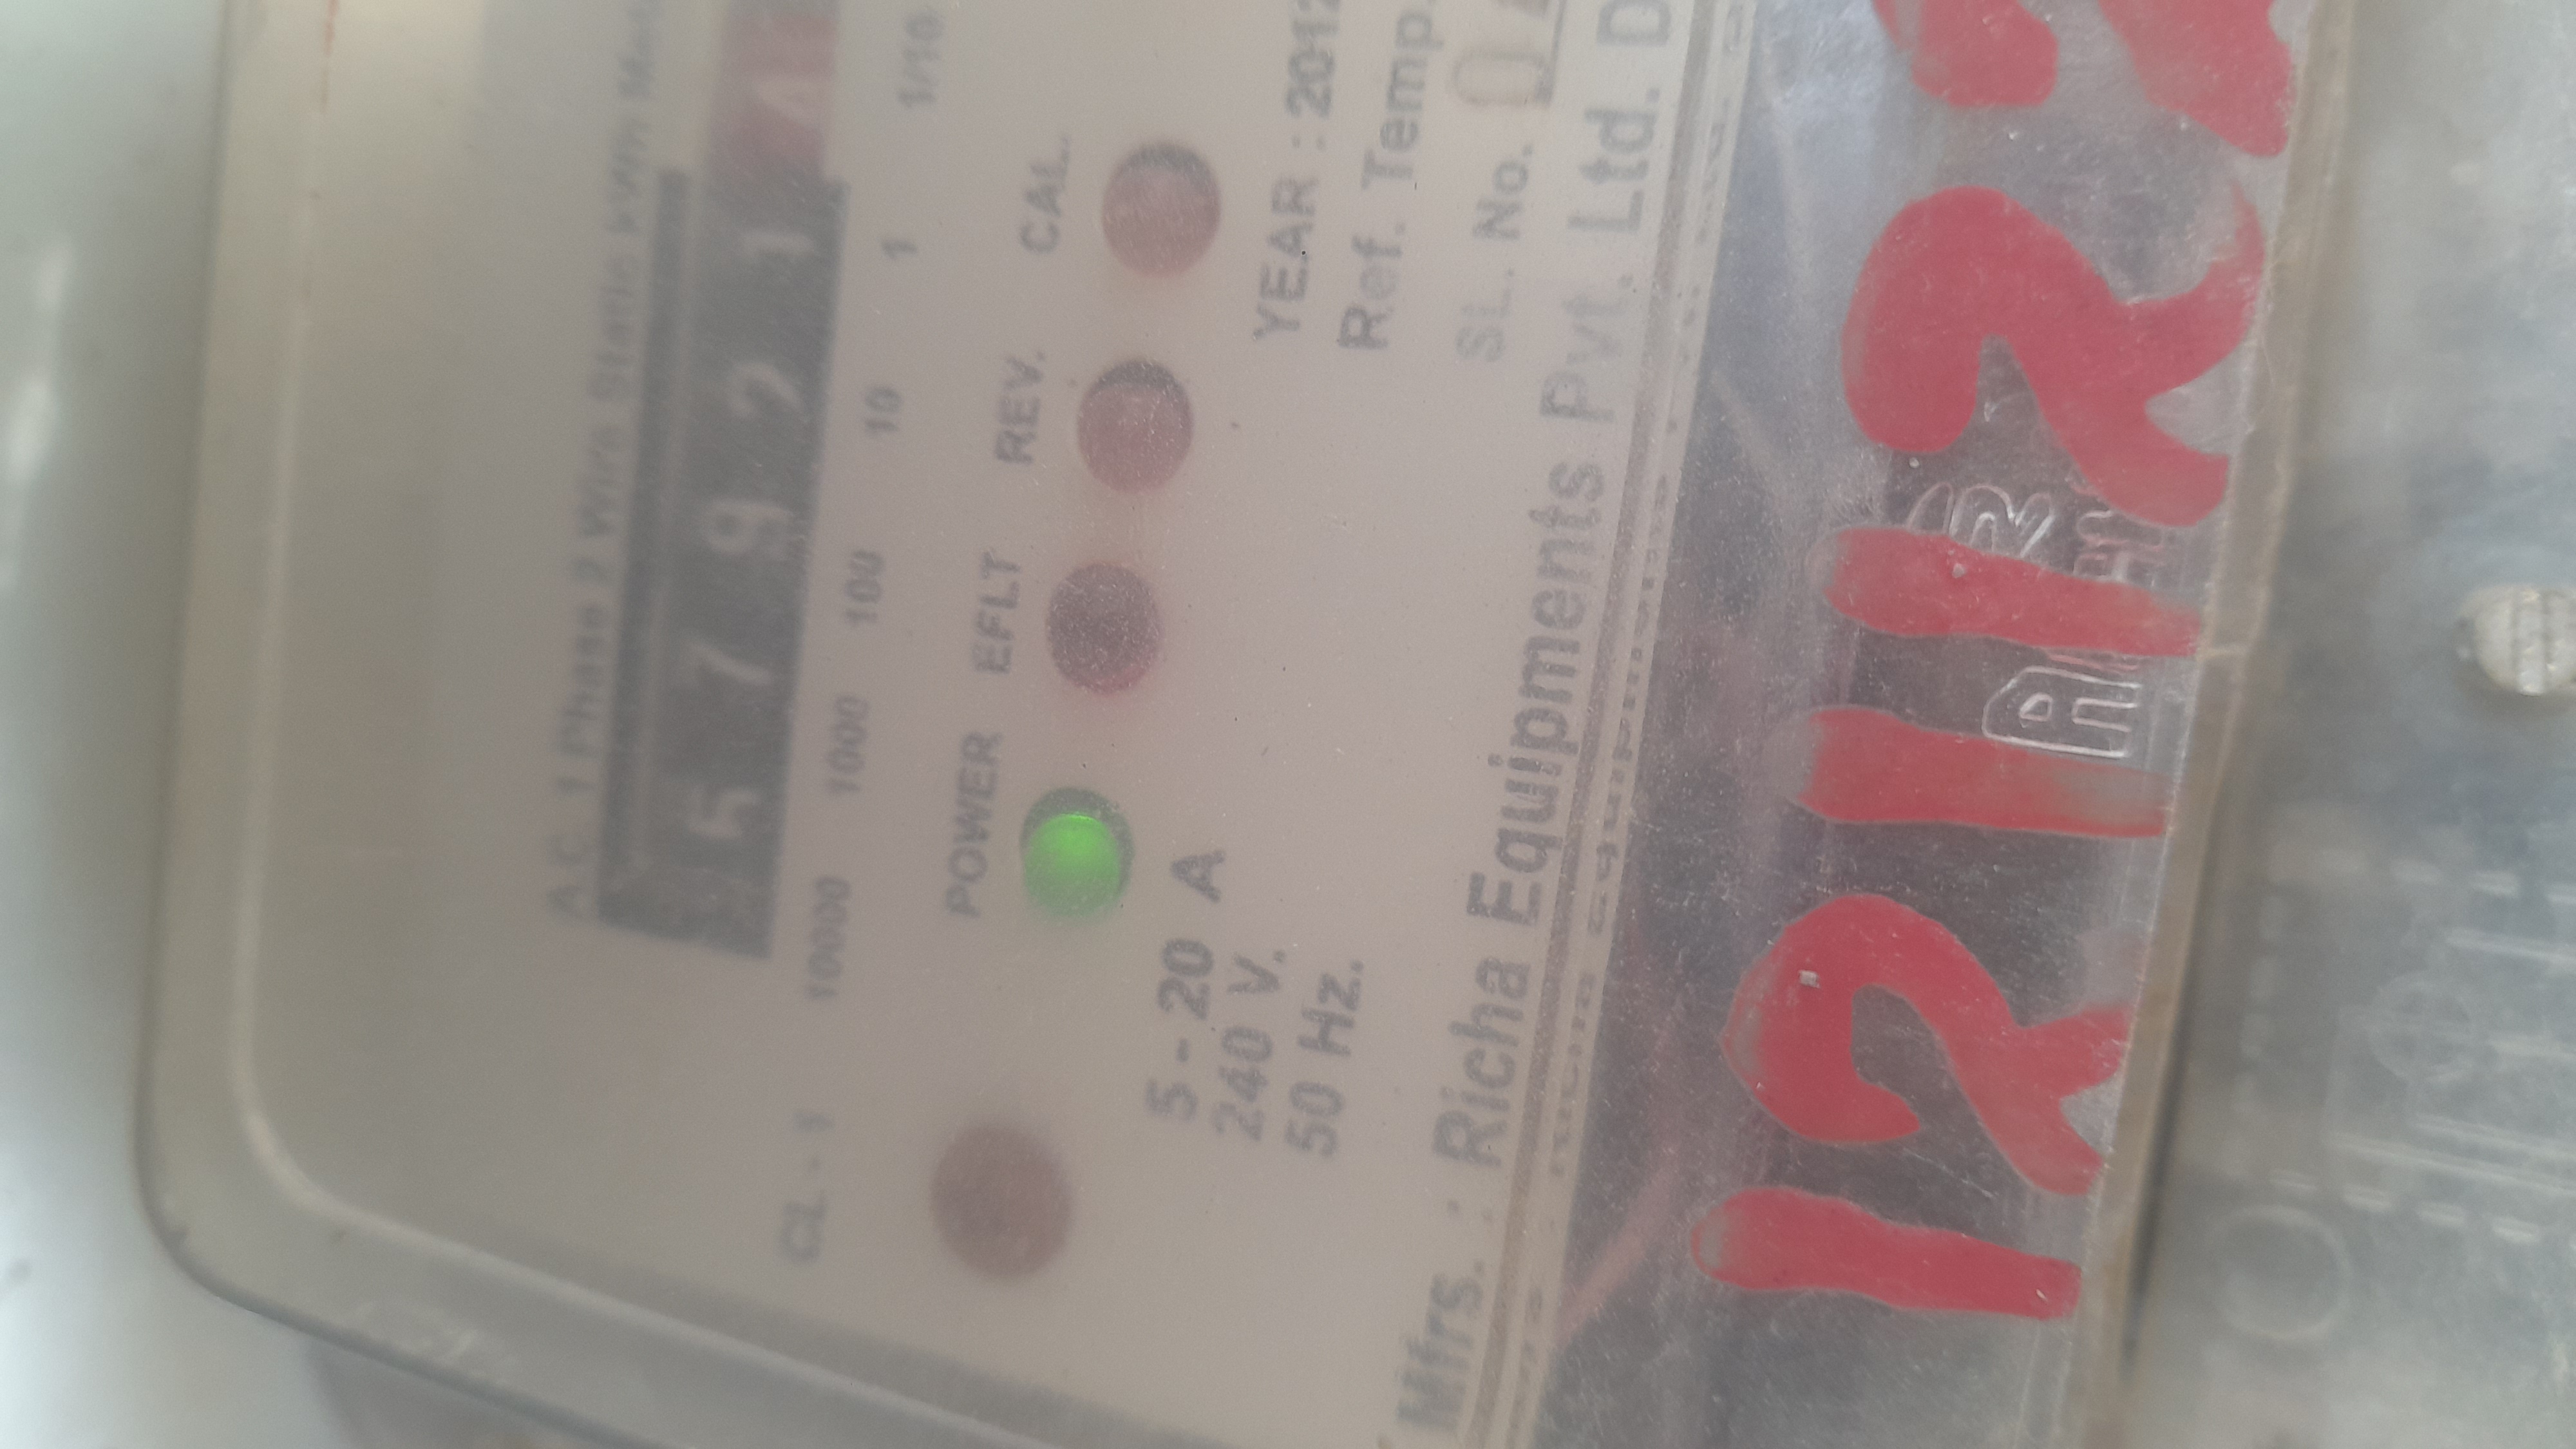 A.C. 1 Phase 2 Wire Static kWh
5 7 9 2 1
10000 1000 100 10 1 1/10
CL - 1
POWER EFLT REV. CAL.
5 - 20 A
240 V.
50 Hz.
YEAR : 2012
Ref. Temp.
SL. No.
Mfrs. : Richa Equipments Pvt. Ltd. D